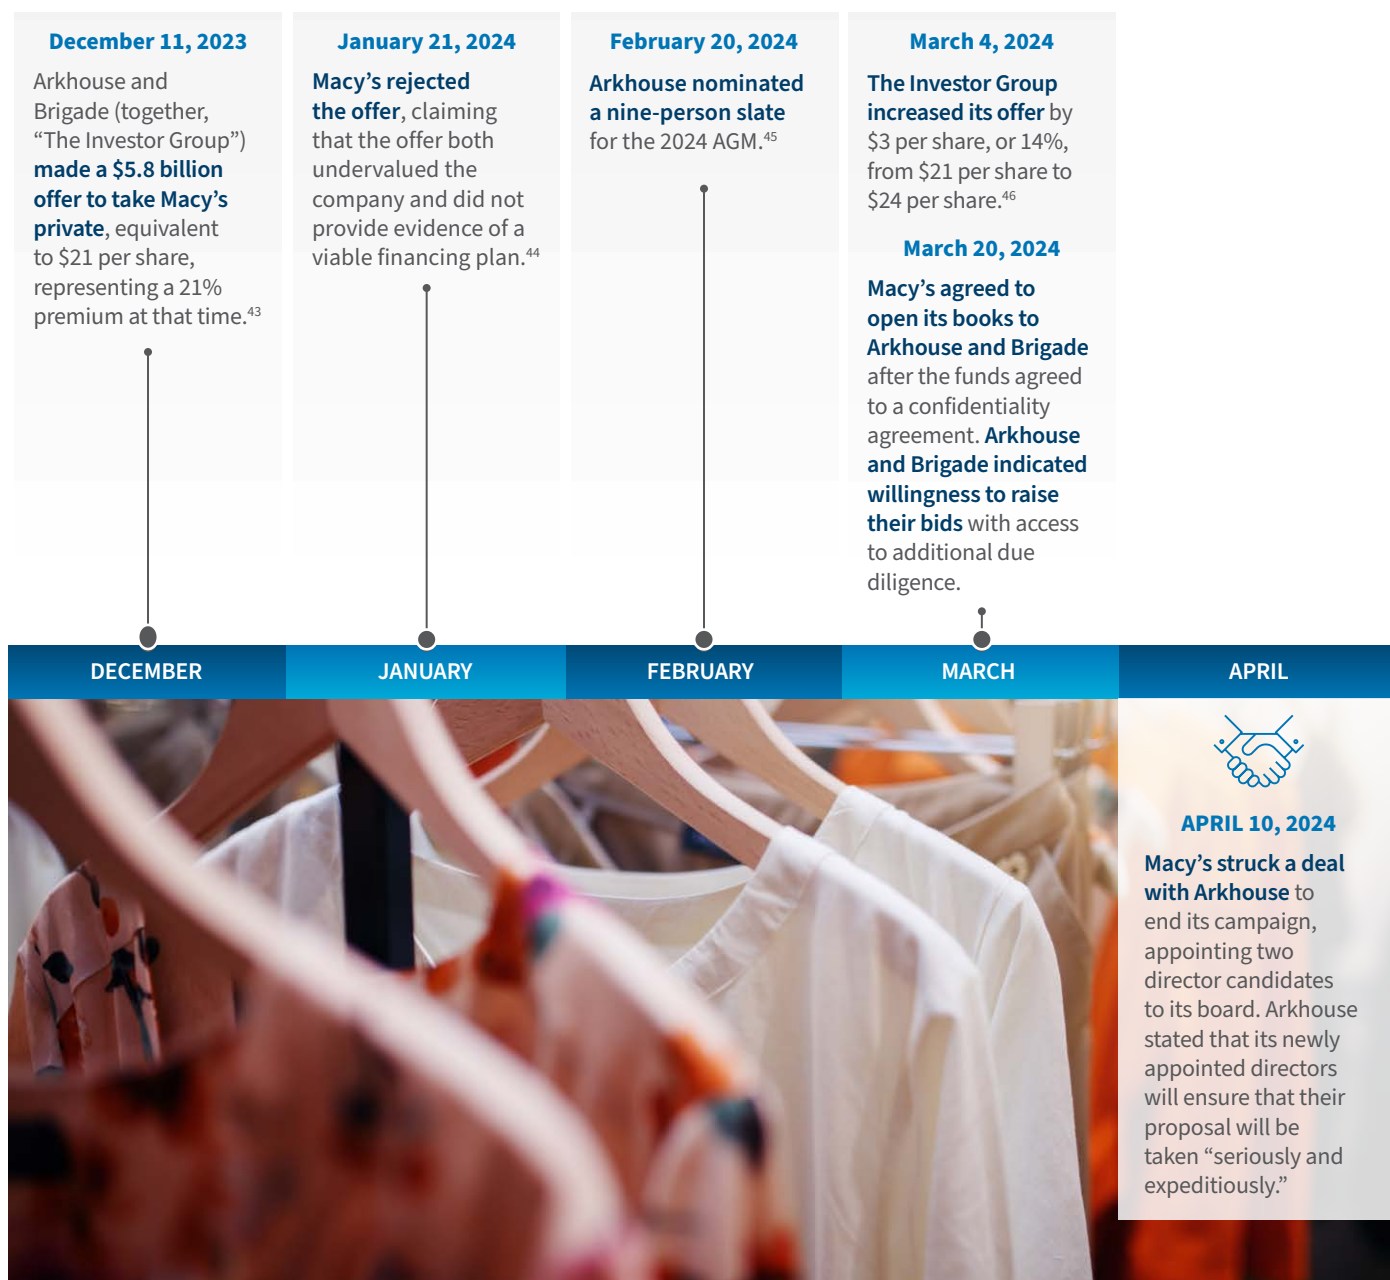 December 11, 2023
Arkhouse and
Brigade (together,
“The Investor Group”)
made a $5.8 billion
offer to take Macy’s
private, equivalent
to $21 per share,
representing a 21%
premium at that time.43
January 21, 2024
Macy’s rejected
the offer, claiming
that the offer both
undervalued the
company and did not
provide evidence of a
viable financing plan.44
February 20, 2024
Arkhouse nominated
a nine-person slate
for the 2024 AGM.45
March 4, 2024
The Investor Group
increased its offer by
$3 per share, or 14%,
from $21 per share to
$24 per share.46
March 20, 2024
Macy’s agreed to
open its books to
Arkhouse and Brigade
after the funds agreed
to a confidentiality
agreement. Arkhouse
and Brigade indicated
willingness to raise
their bids with access
to additional due
diligence.
DECEMBER
JANUARY
FEBRUARY
MARCH
APRIL
APRIL 10, 2024
Macy’s struck a deal
with Arkhouse to
end its campaign,
appointing two
director candidates
to its board. Arkhouse
stated that its newly
appointed directors
will ensure that their
proposal will be
taken “seriously and
expeditiously.”